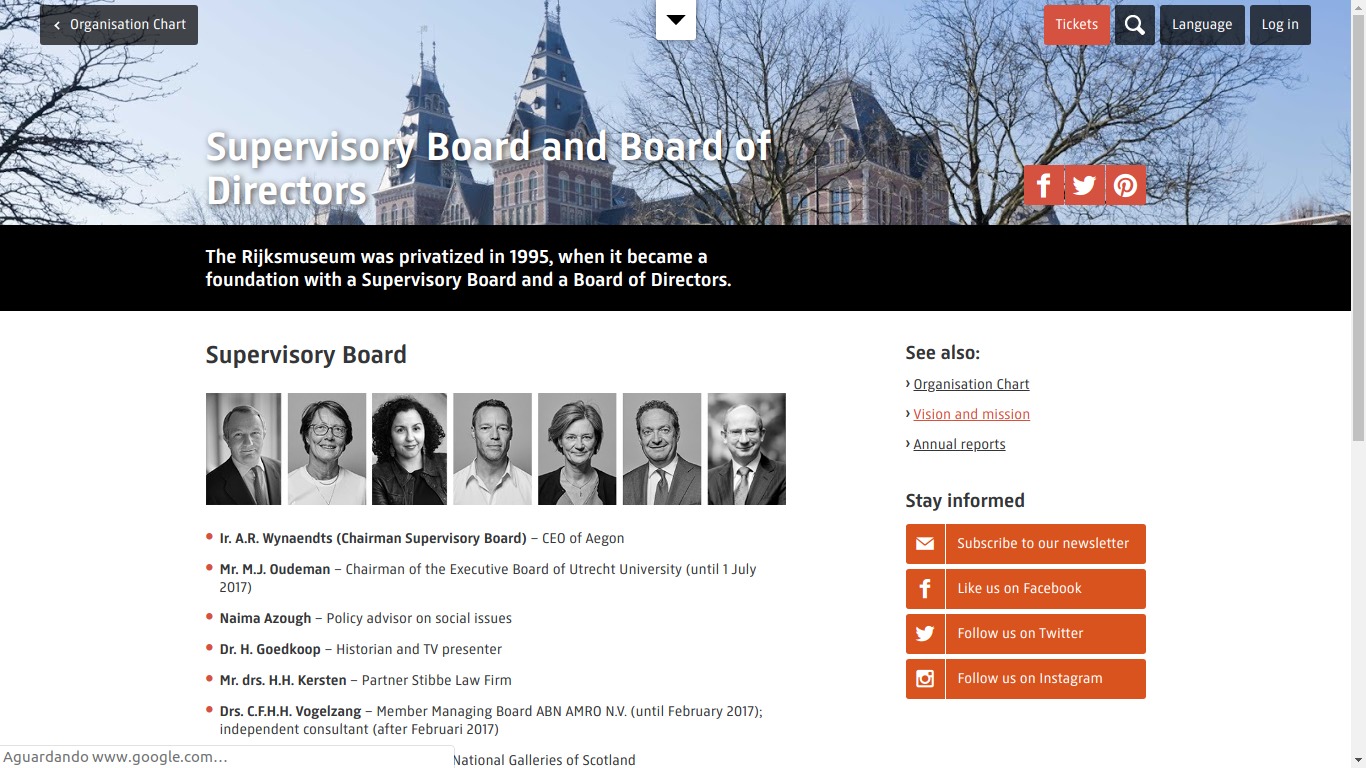 Organisation Chart
Tickets
Language
Log in
Supervisory Board and Board of
Directors
The Rijksmuseum was privatized in 1995, when it became a
foundation with a Supervisory Board and a Board of Directors.
Supervisory Board
Ir. A.R. Wynaendts (Chairman Supervisory Board) – CEO of Aegon
Mr. M.J. Oudeman – Chairman of the Executive Board of Utrecht University (until 1 July
2017)
Naima Azough – Policy advisor on social issues
Dr. H. Goedkoop – Historian and TV presenter
Mr. drs. H.H. Kersten – Partner Stibbe Law Firm
Drs. C.F.H.H. Vogelzang – Member Managing Board ABN AMRO N.V. (until February 2017);
independent consultant (after Februari 2017)
National Galleries of Scotland
See also:
› Organisation Chart
› Vision and mission
› Annual reports
Stay informed
Subscribe to our newsletter
Like us on Facebook
Follow us on Twitter
Follow us on Instagram
Aguardando www.google.com…